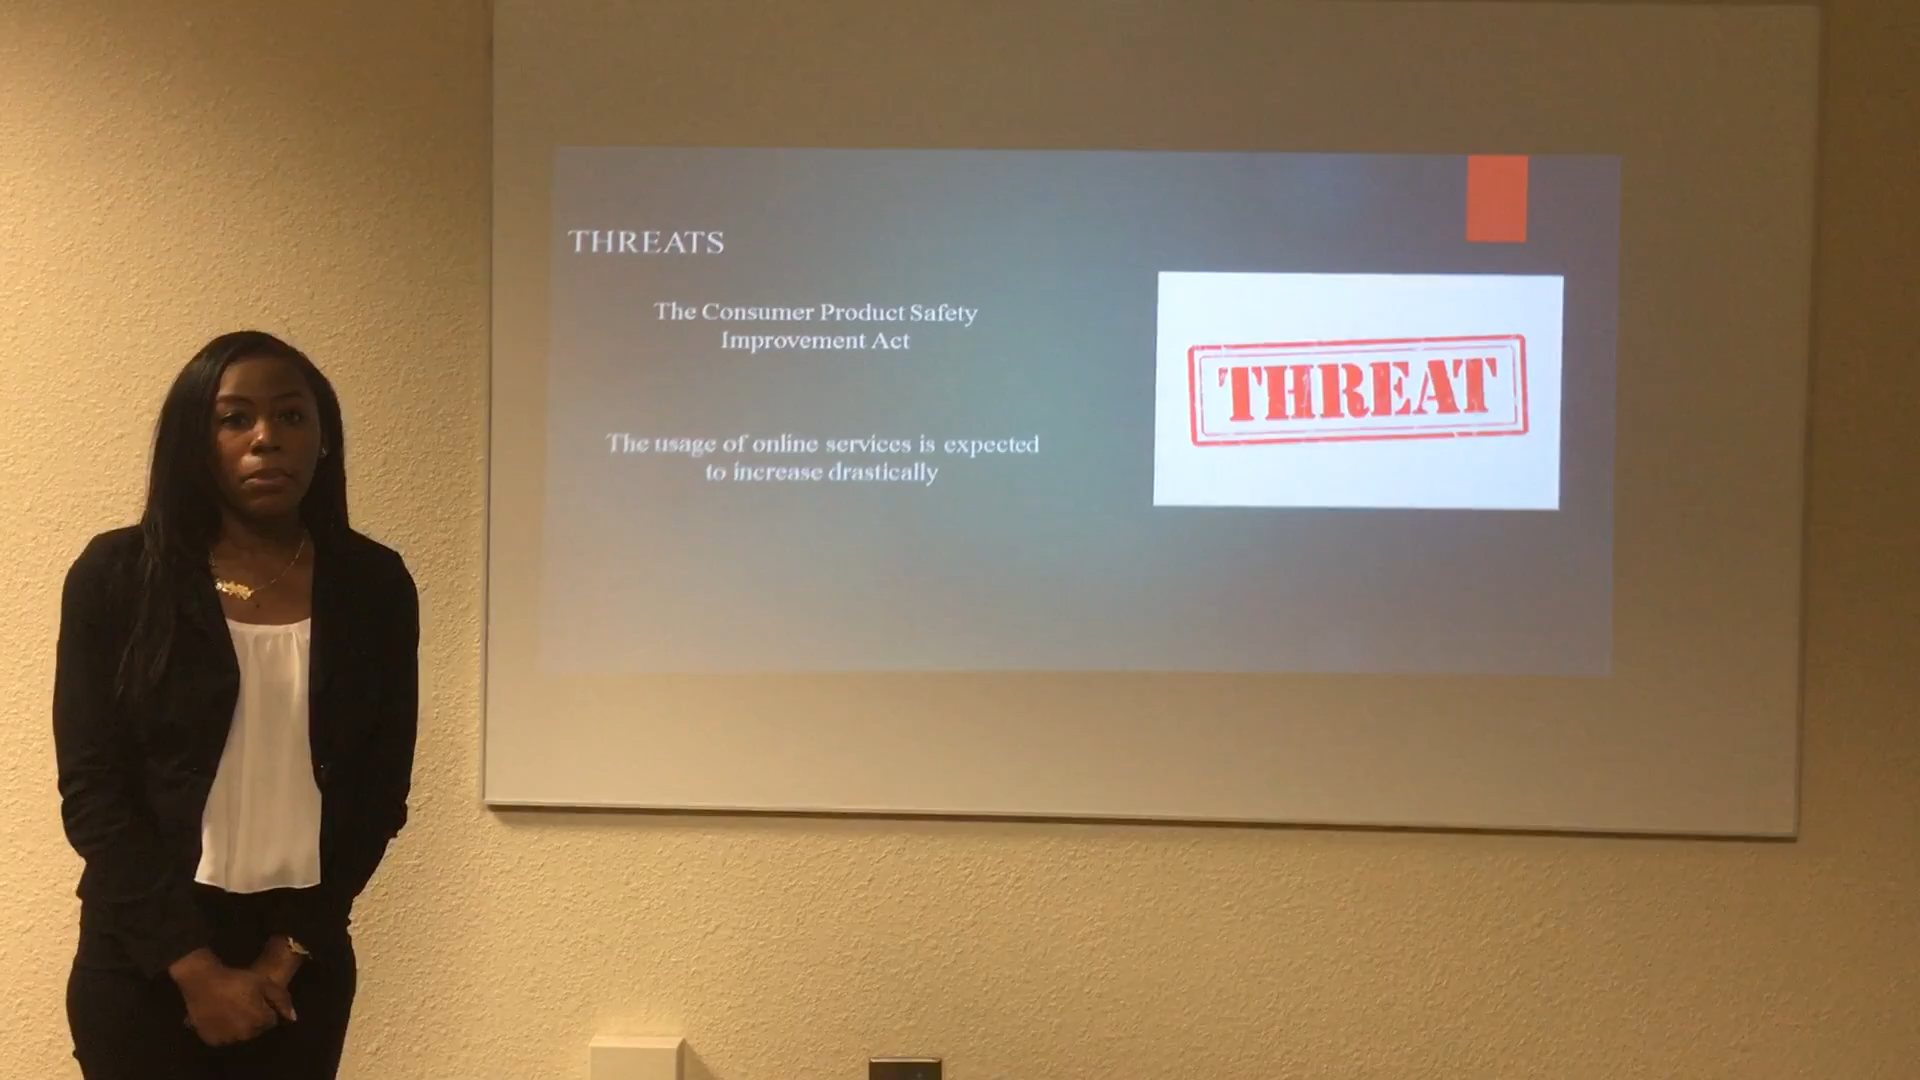 THREATS
The Consumer Product Safety
Improvement Act
THREAT
The usage of online services is expected
to increase drastically